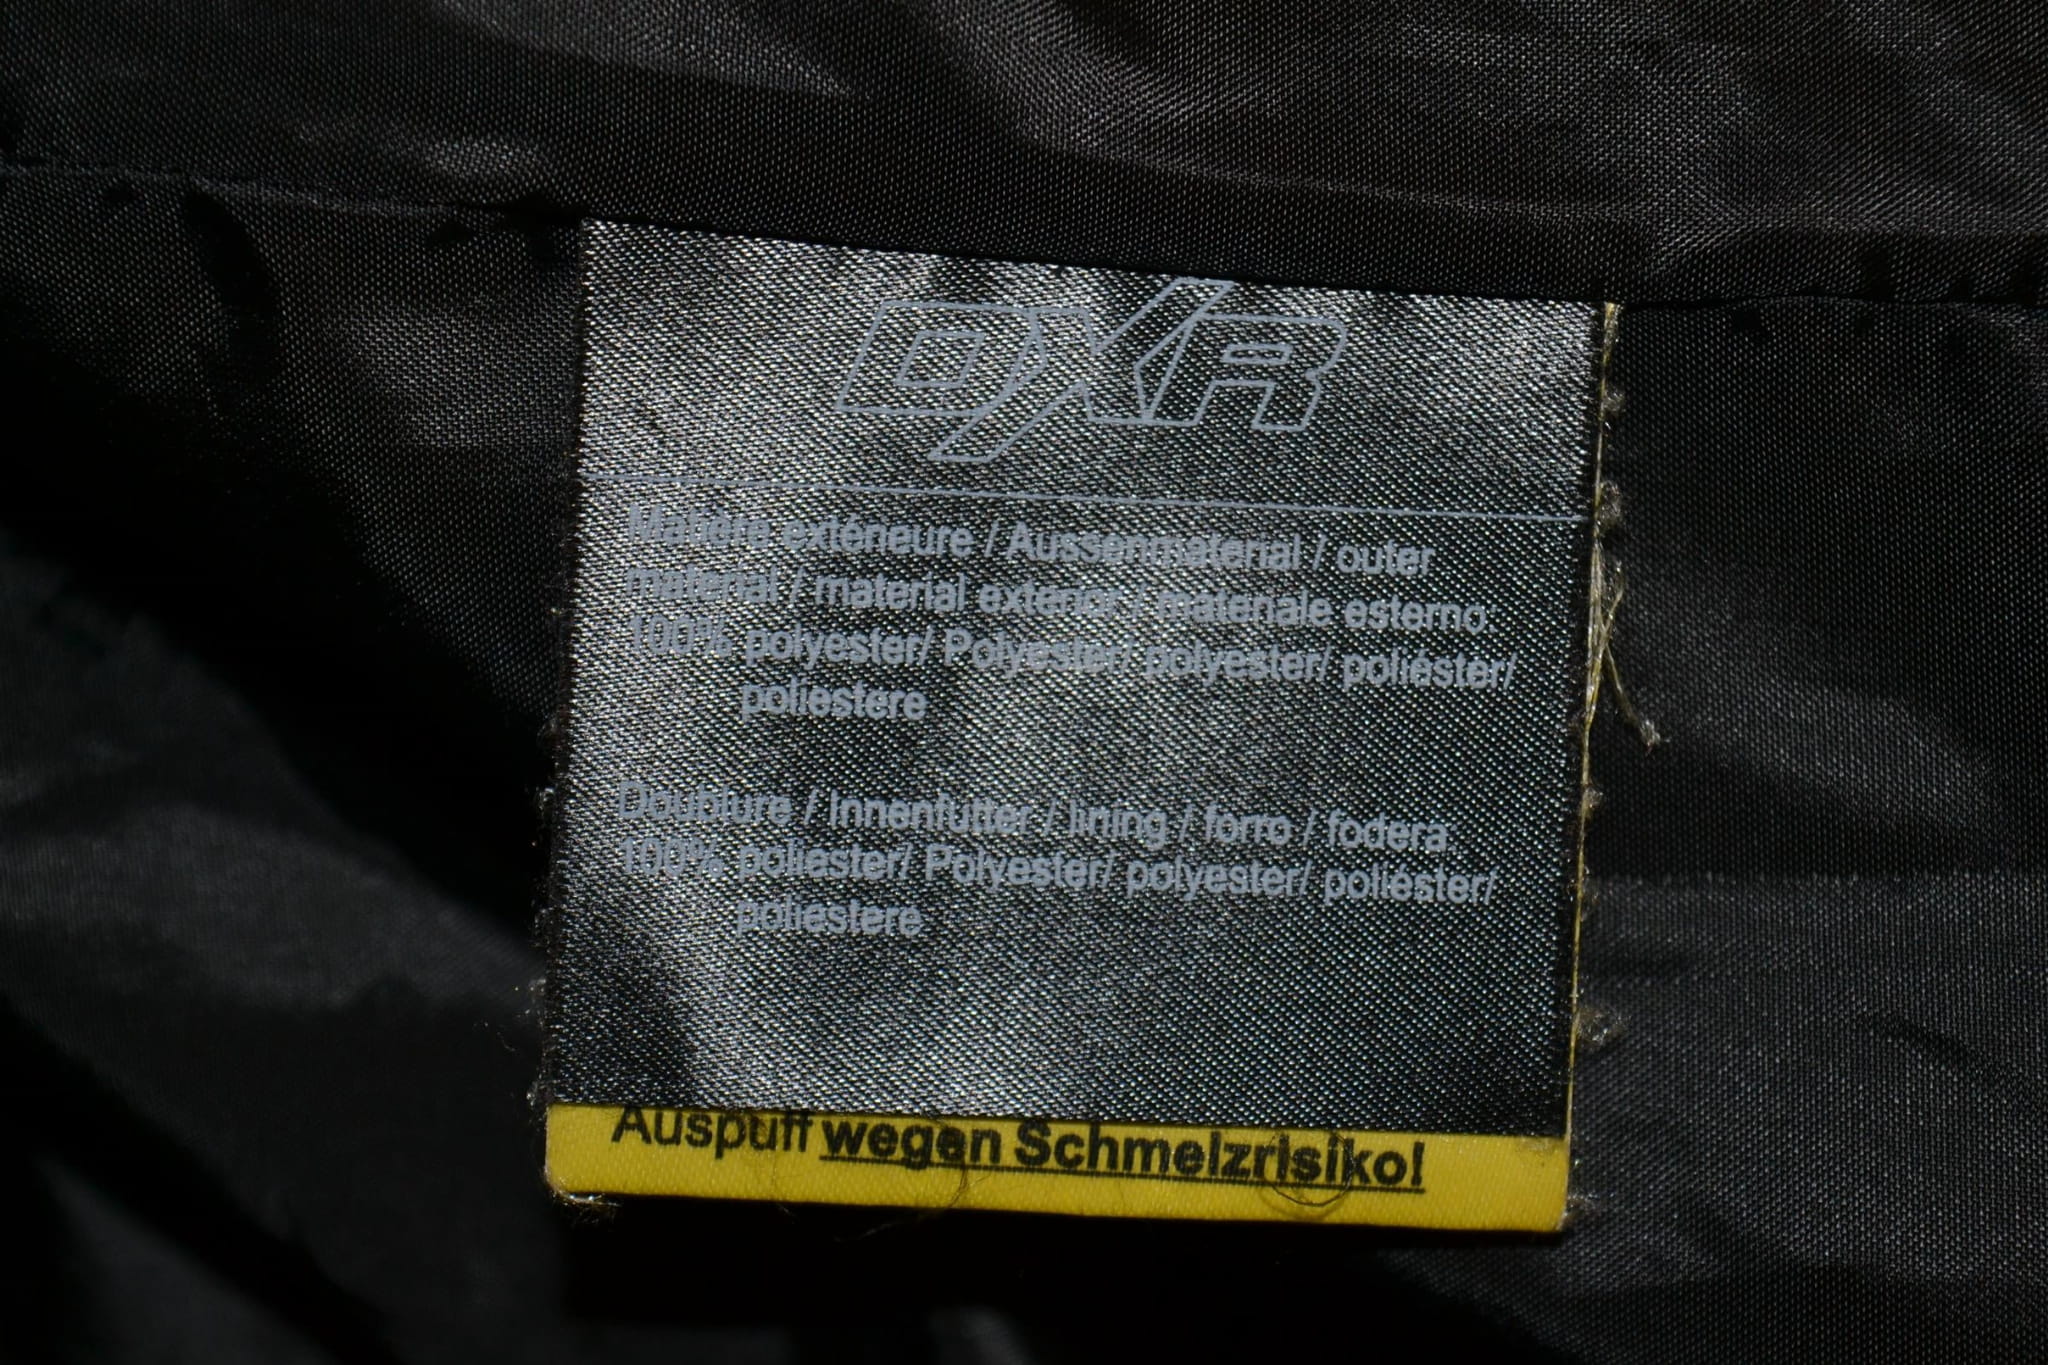 DXR
Matière extérieure / Aussenmaterial / outer
material / material exterior / materiale esterno:
100% polyester/ Polyester/ polyester/ poliéster/
poliestere
Doublure / Innenfutter / lining / forro / fodera:
100% poliester/ Polyester/ polyester/ poliéster/
poliestere
Auspuff wegen Schmelzrisiko!